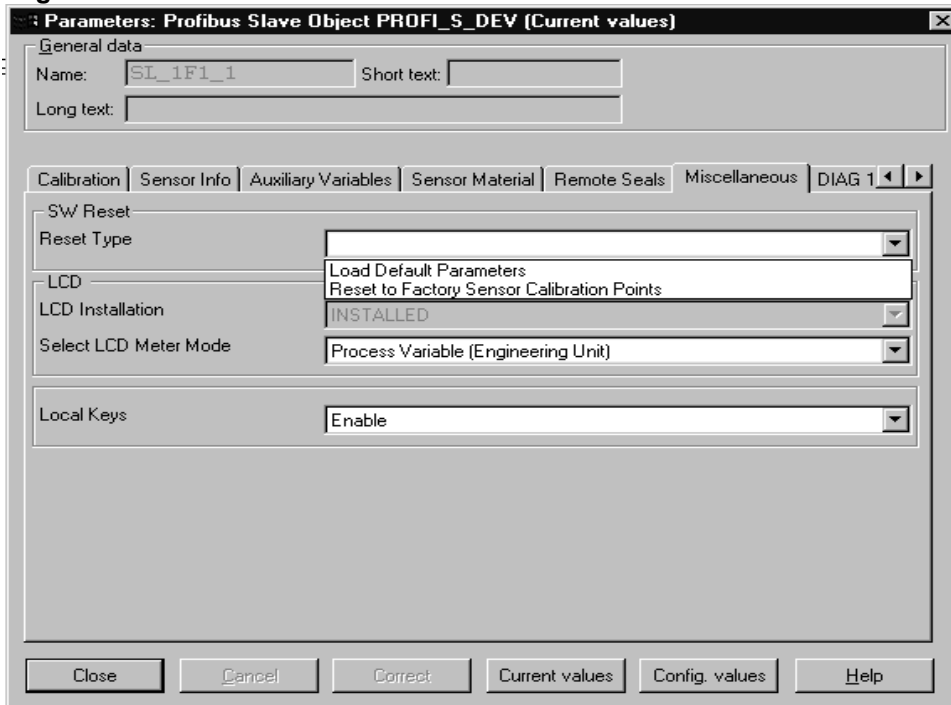 Parameters: Profibus Slave Object PROFI_S_DEV (Current values)
General data
Name: SL_1F1_1 Short text:
Long text:
Calibration Sensor Info Auxiliary Variables Sensor Material Remote Seals Miscellaneous DIAG 1
SW Reset
Reset Type
Load Default Parameters
Reset to Factory Sensor Calibration Points
LCD
LCD Installation INSTALLED
Select LCD Meter Mode Process Variable (Engineering Unit)
Local Keys Enable
Close Cancel Correct Current values Config. values Help